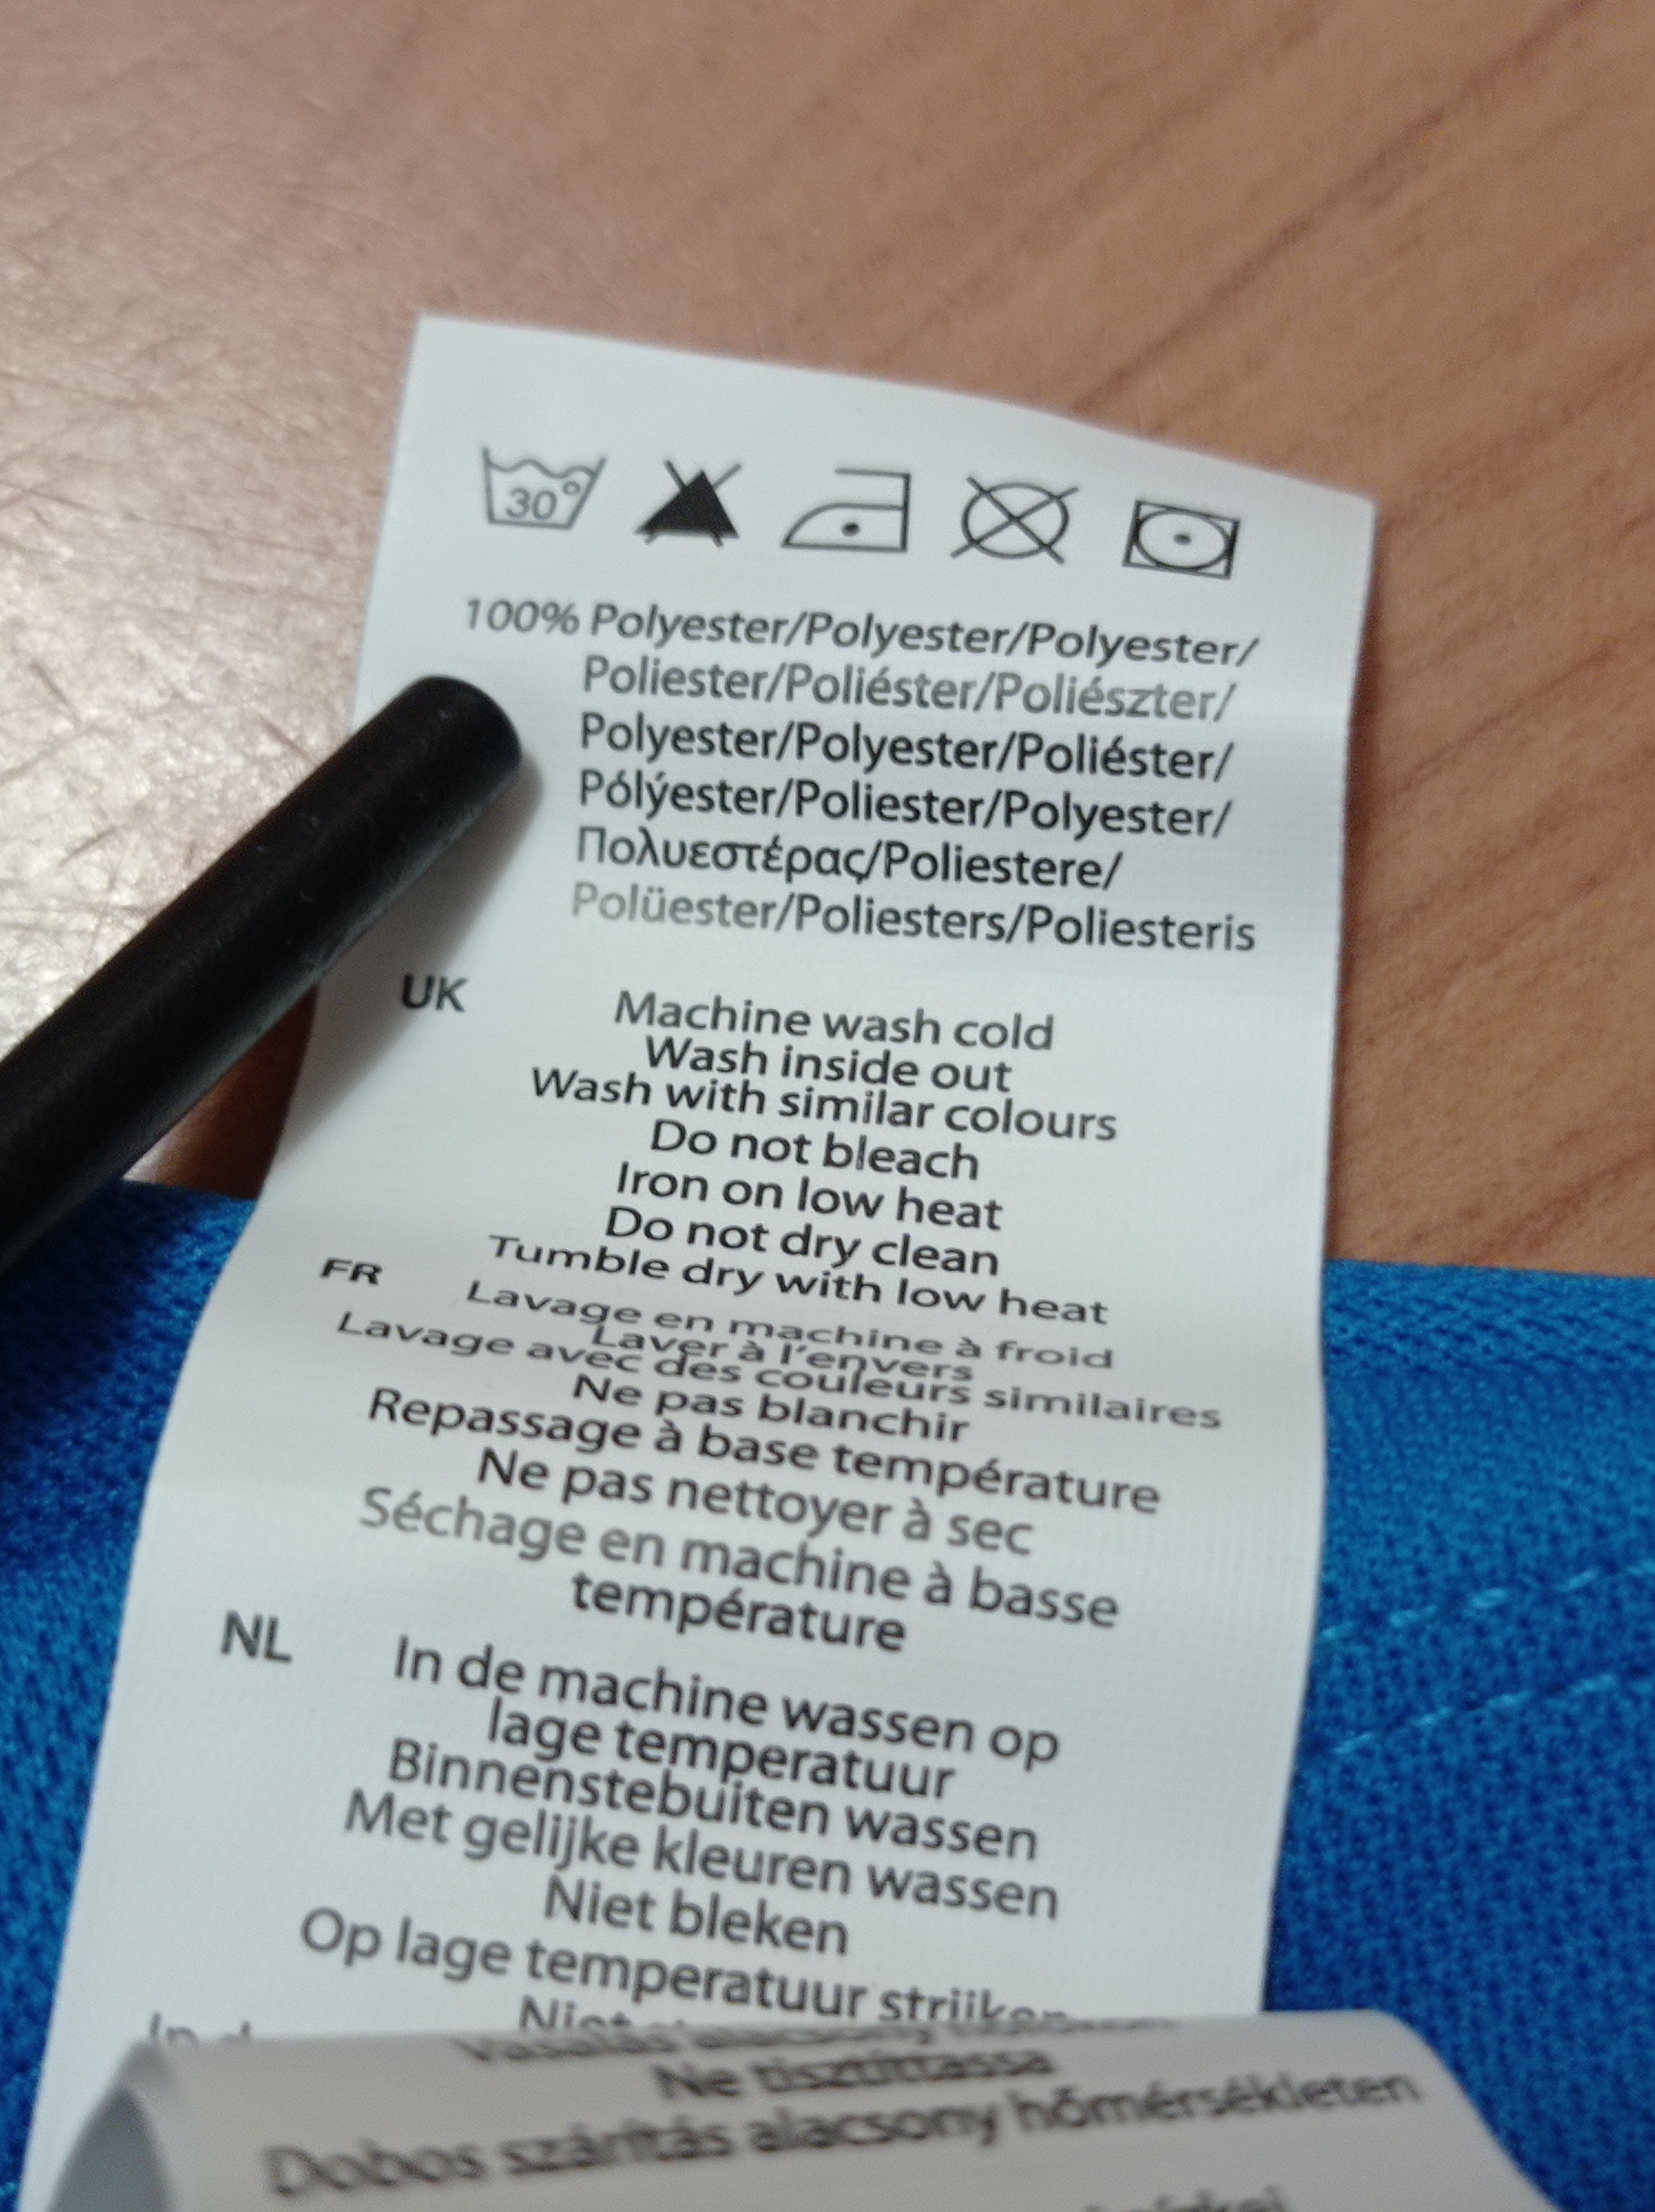 30°
100% Polyester/Polyester/Polyester/
Poliester/Poliéster/Poliészter/
Polyester/Polyester/Poliéster/
Pólýester/Poliester/Polyester/
Πολυεστέρας/Poliestere/
Polüester/Poliesters/Poliesteris
UK Machine wash cold
Wash inside out
Wash with similar colours
Do not bleach
Iron on low heat
Do not dry clean
Tumble dry with low heat
FR Lavage en machine à froid
Laver à l'envers
Lavage avec des couleurs similaires
Ne pas blanchir
Repassage à base température
Ne pas nettoyer à sec
Séchage en machine à basse
température
NL In de machine wassen op
lage temperatuur
Binnenstebuiten wassen
Met gelijke kleuren wassen
Niet bleken
Op lage temperatuur strijken
Niet
In d
Vasalás alacsony
Ne tisztíttassa
Dobos szárítás alacsony hőmérsékleten